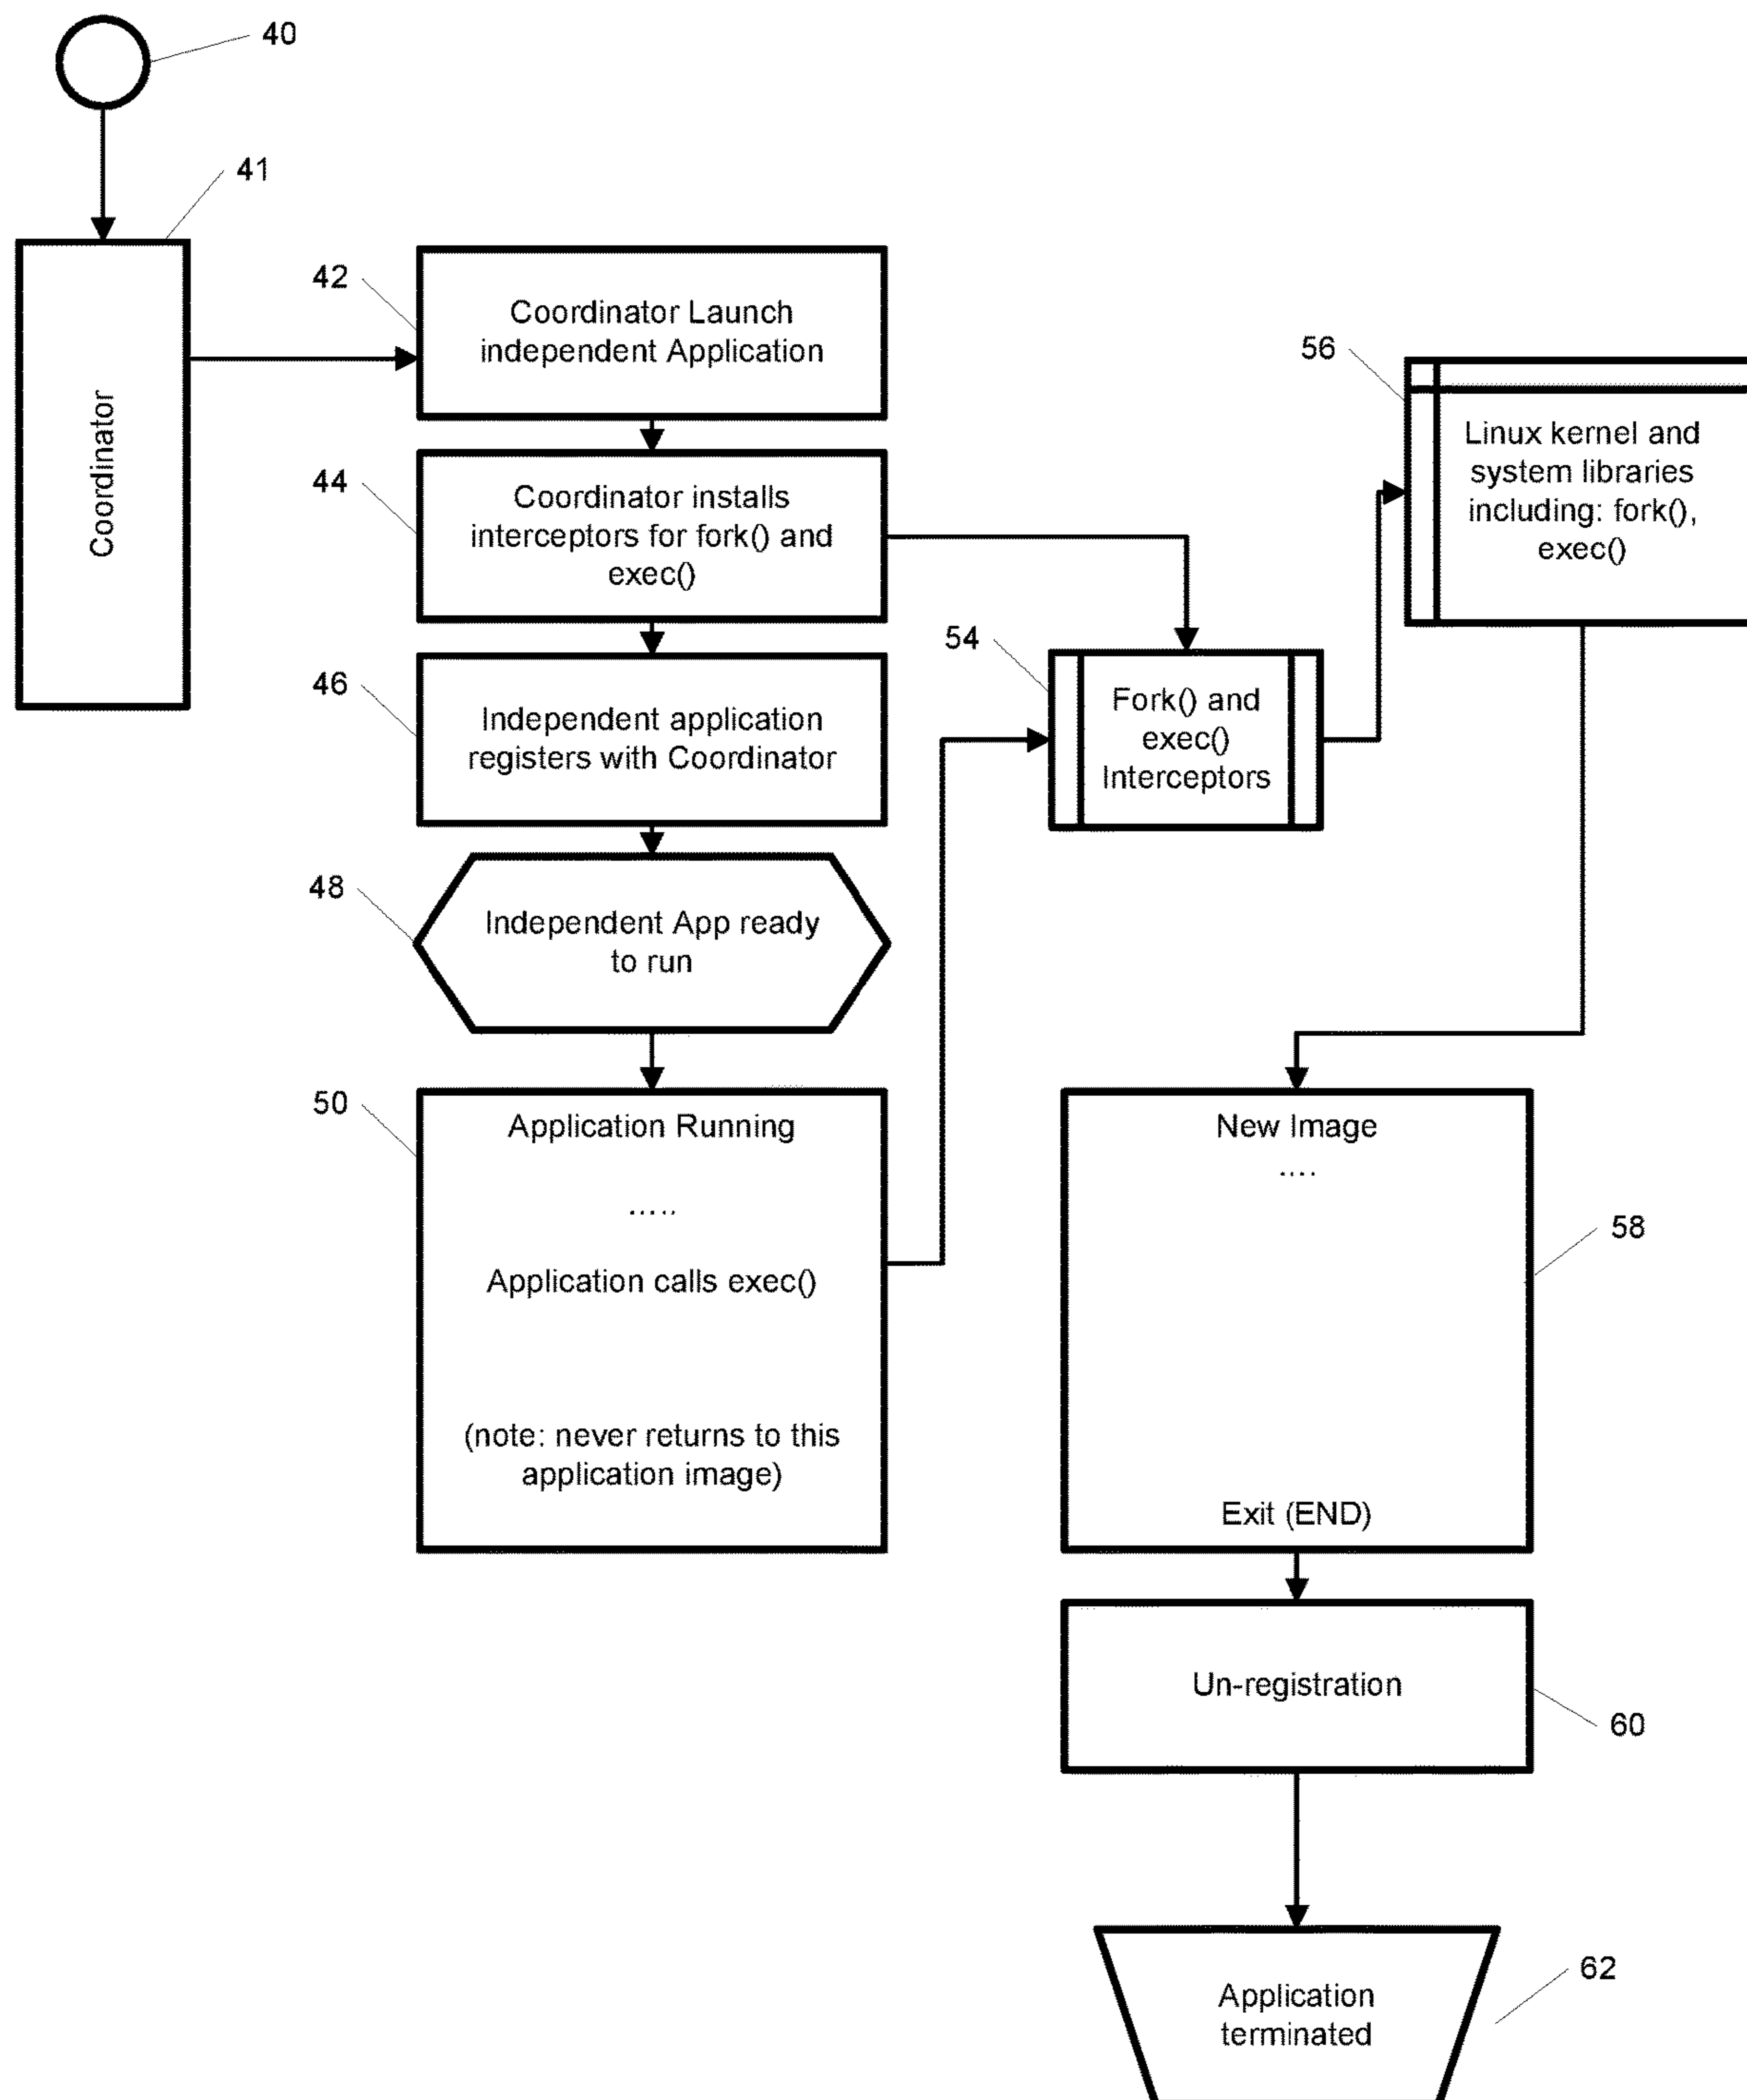 40
41
Coordinator
42
Coordinator Launch
independent Application
44
Coordinator installs
interceptors for fork() and
exec()
46
Independent application
registers with Coordinator
48
Independent App ready
to run
50
Application Running
.....
Application calls exec()
(note: never returns to this
application image)
54
Fork() and
exec()
Interceptors
56
Linux kernel and
system libraries
including: fork(),
exec()
58
New Image
....
Exit (END)
Un-registration
60
62
Application
terminated